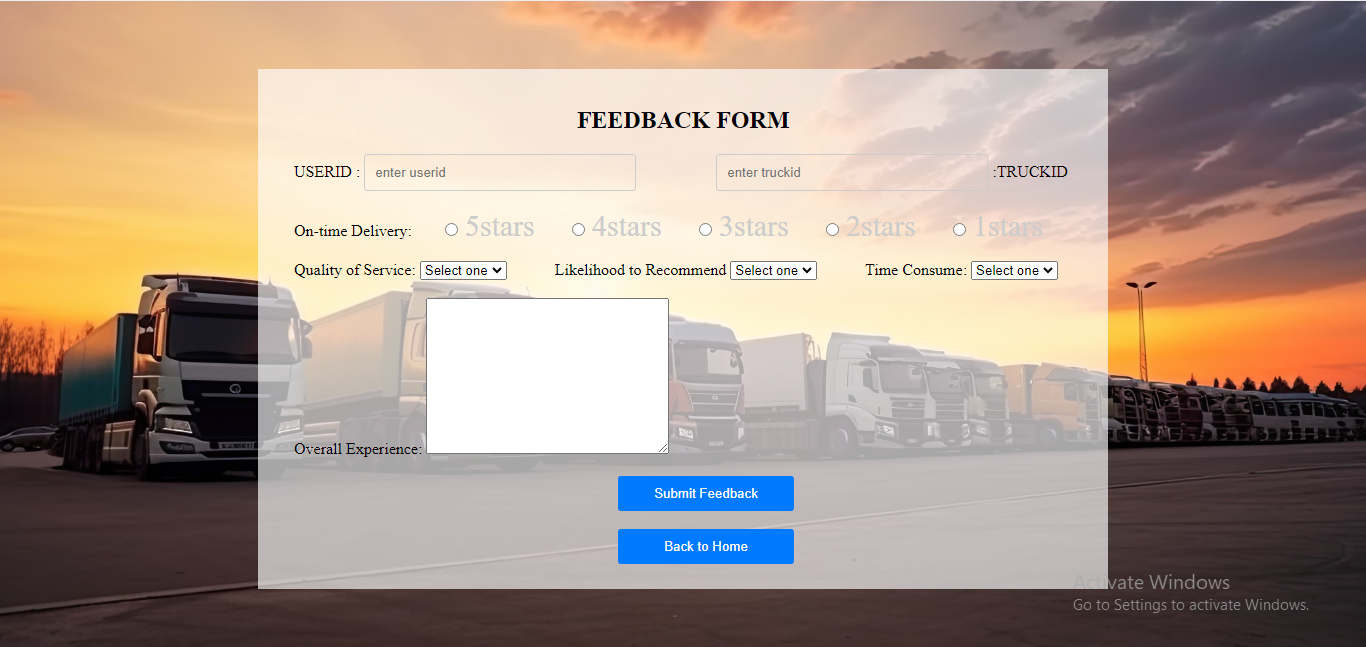 FEEDBACK FORM
USERID : enter userid enter truckid :TRUCKID
On-time Delivery: 5stars 4stars 3stars 2stars 1stars
Quality of Service: Select one Likelihood to Recommend Select one Time Consume: Select one
Overall Experience:
Submit Feedback
Back to Home
Activate Windows
Go to Settings to activate Windows.